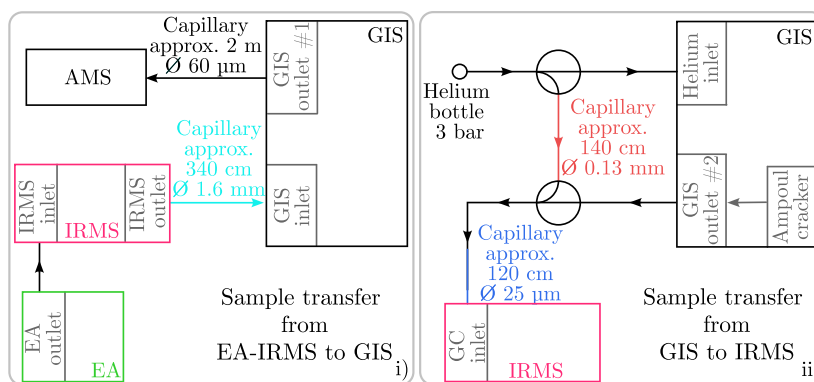 Capillary
approx. 2 m
Ø 60 µm
AMS
GIS
outlet #1
GIS
Capillary
approx.
340 cm
Ø 1.6 mm
IRMS
inlet
IRMS
IRMS
outlet
GIS
inlet
EA
outlet
EA
Sample transfer
from
EA-IRMS to GIS
i)
Helium
bottle
3 bar
Capillary
approx.
140 cm
Ø 0.13 mm
Helium
inlet
GIS
GIS
outlet #2
Ampoul
cracker
Capillary
approx.
120 cm
Ø 25 µm
GC
inlet
IRMS
Sample transfer
from
GIS to IRMS
ii